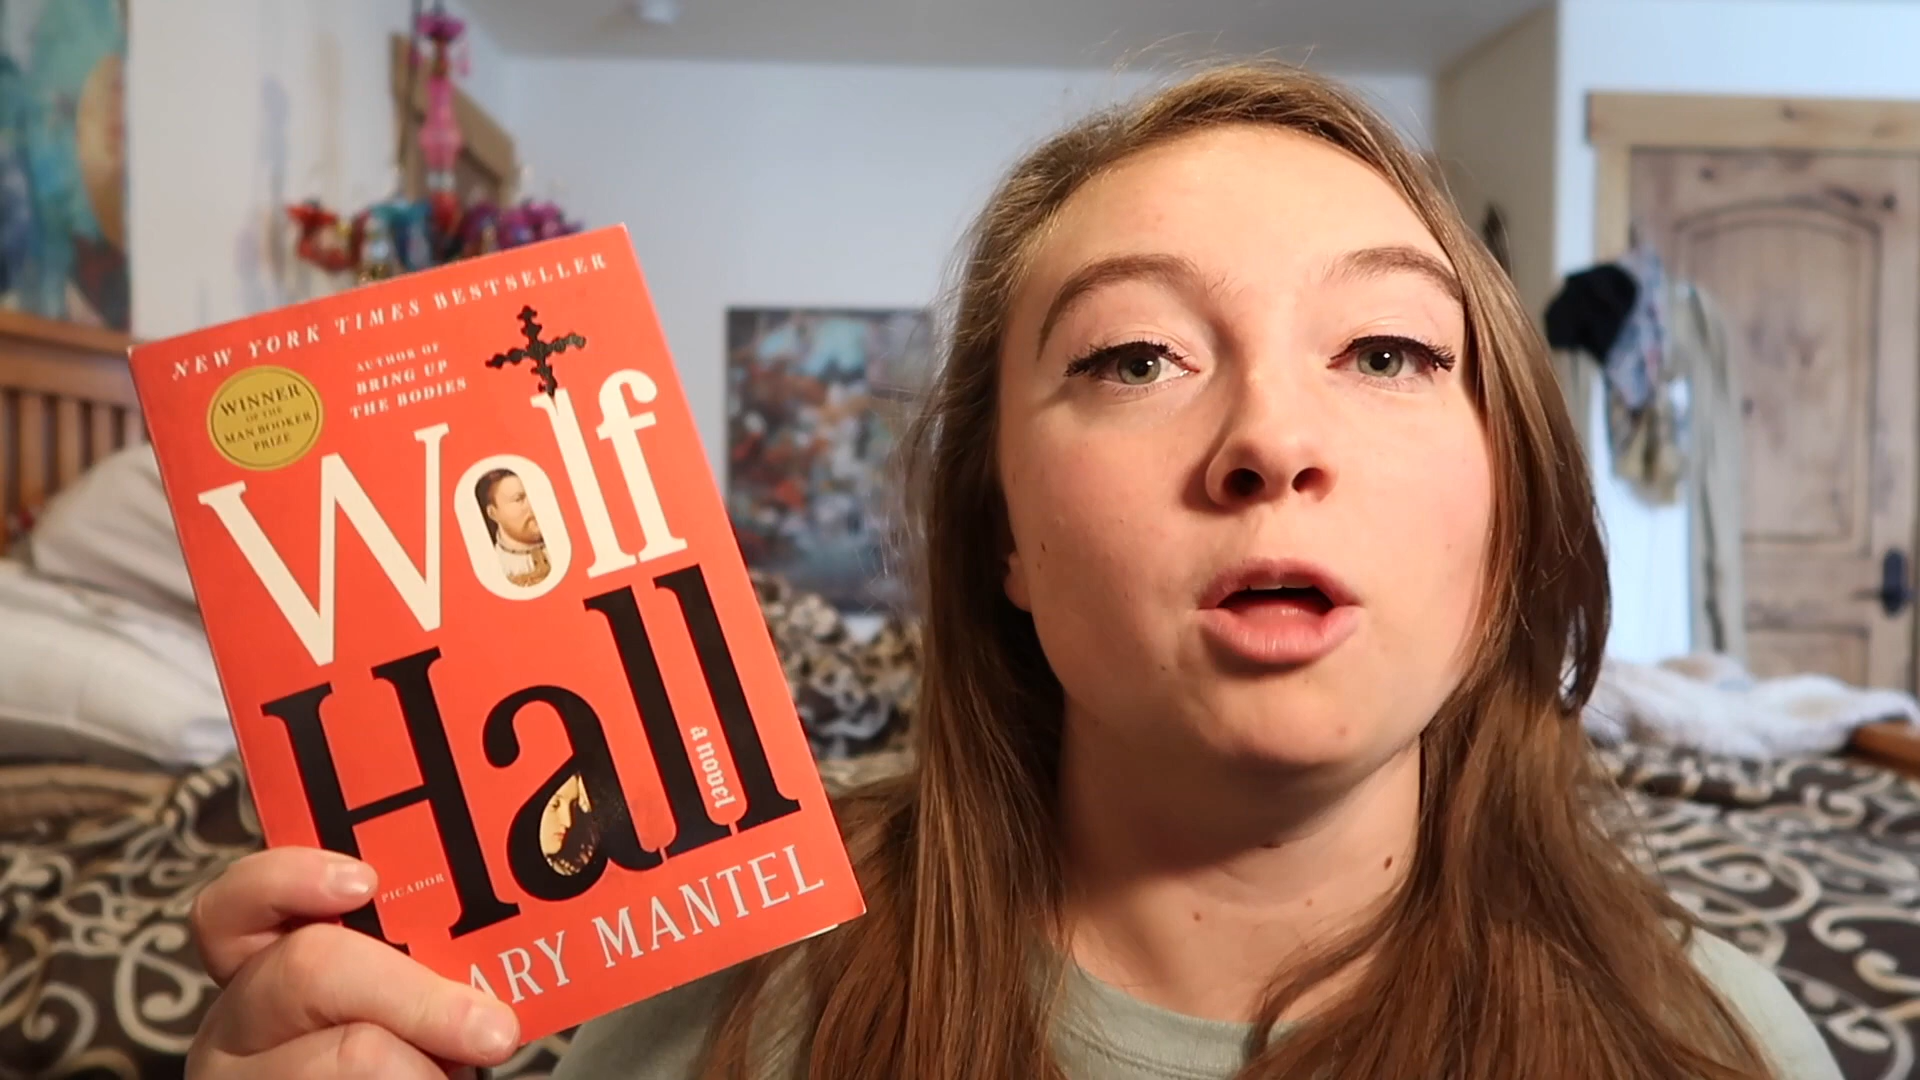 NEW YORK TIMES BESTSELLER
AUTHOR OF
BRING UP
THE BODIES
WINNER
OF THE
MAN BOOKER
PRIZE
Wolf
Hall
a novel
PICADOR
ARY MANTEL